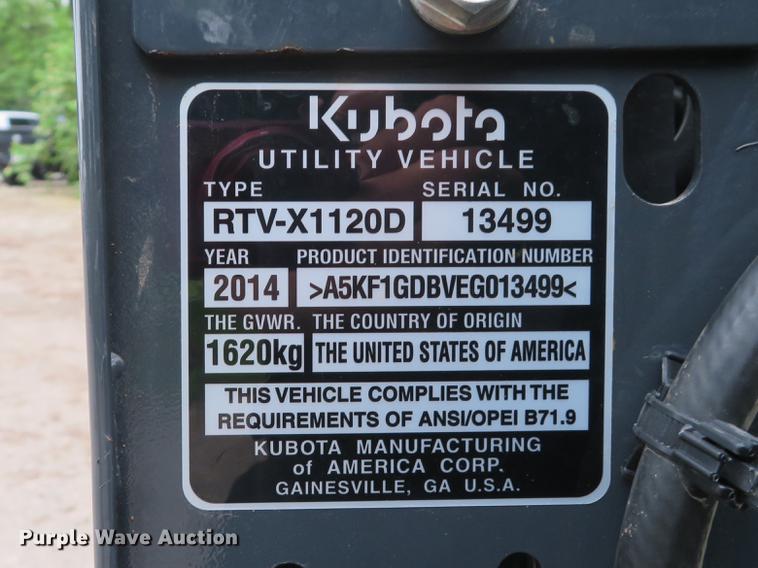 Kubota
UTILITY VEHICLE
TYPE SERIAL NO.
RTV-X1120D 13499
YEAR PRODUCT IDENTIFICATION NUMBER
2014 >A5KF1GDBVEG013499<
THE GVWR. THE COUNTRY OF ORIGIN
1620kg THE UNITED STATES OF AMERICA
THIS VEHICLE COMPLIES WITH THE
REQUIREMENTS OF ANSI/OPEI B71.9
KUBOTA MANUFACTURING
of AMERICA CORP.
GAINESVILLE, GA U.S.A.
Purple Wave Auction